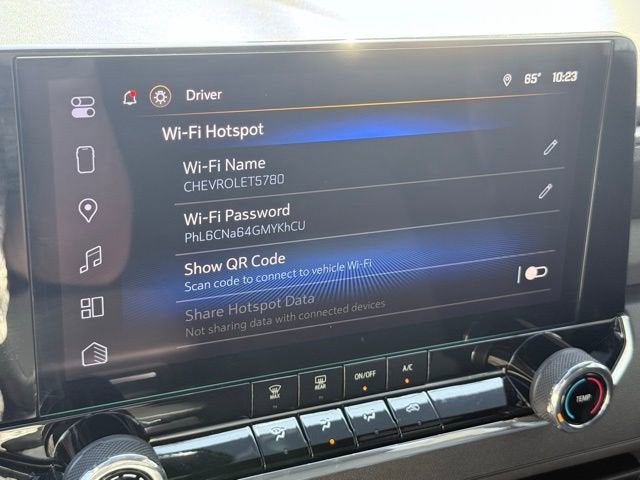 Driver
65° 10:23
Wi-Fi Hotspot
Wi-Fi Name
CHEVROLET5780
Wi-Fi Password
PhL6CNa64GMYKhCU
Show QR Code
Scan code to connect to vehicle Wi-Fi
Share Hotspot Data
Not sharing data with connected devices
MAX
REAR
ON/OFF
A/C
TEMP